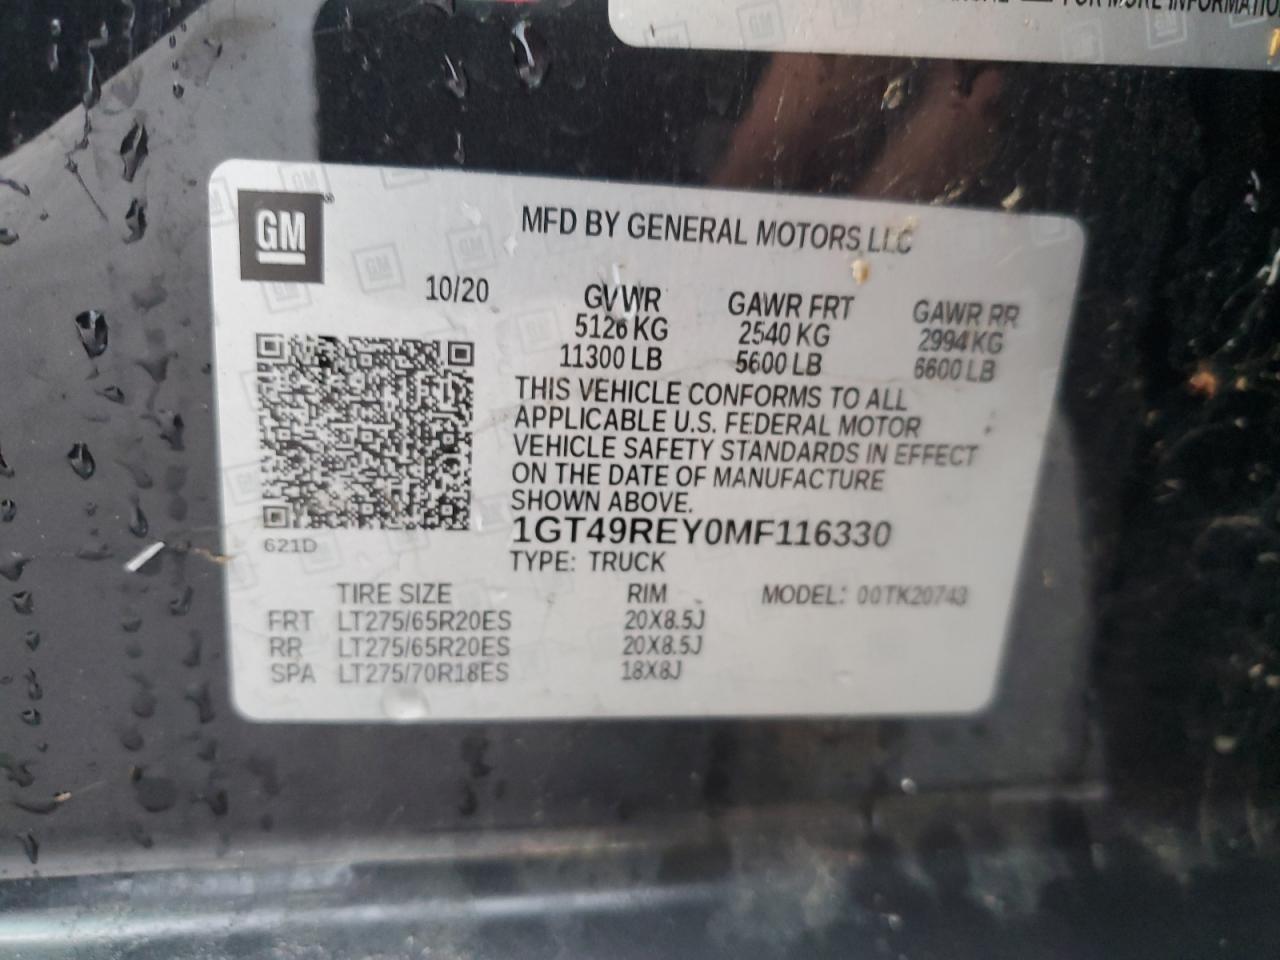 FOR MORE INFORMATION
GM
MFD BY GENERAL MOTORS LLC
10/20
GVWR GAWR FRT GAWR RR
5126 KG 2540 KG 2994 KG
11300 LB 5600 LB 6600 LB
THIS VEHICLE CONFORMS TO ALL
APPLICABLE U.S. FEDERAL MOTOR
VEHICLE SAFETY STANDARDS IN EFFECT
ON THE DATE OF MANUFACTURE
SHOWN ABOVE.
1GT49REY0MF116330
621D
TYPE: TRUCK
TIRE SIZE RIM MODEL: 00TK20743
FRT LT275/65R20ES 20X8.5J
RR LT275/65R20ES 20X8.5J
SPA LT275/70R18ES 18X8J